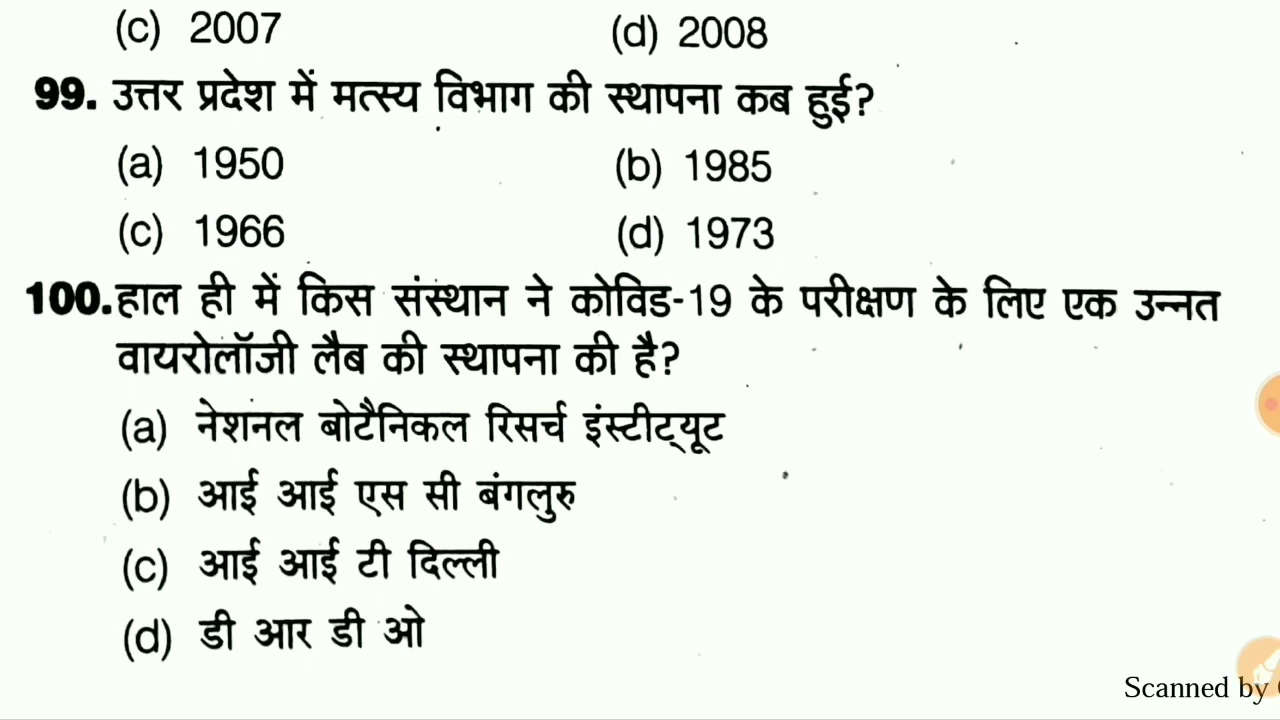 (c) 2007 (d) 2008
99. उत्तर प्रदेश में मत्स्य विभाग की स्थापना कब हुई?
(a) 1950 (b) 1985
(c) 1966 (d) 1973
100. हाल ही में किस संस्थान ने कोविड-19 के परीक्षण के लिए एक उन्नत
वायरोलॉजी लैब की स्थापना की है?
(a) नेशनल बोटैनिकल रिसर्च इंस्टीट्यूट
(b) आई आई एस सी बंगलुरु
(c) आई आई टी दिल्ली
(d) डी आर डी ओ
Scanned by